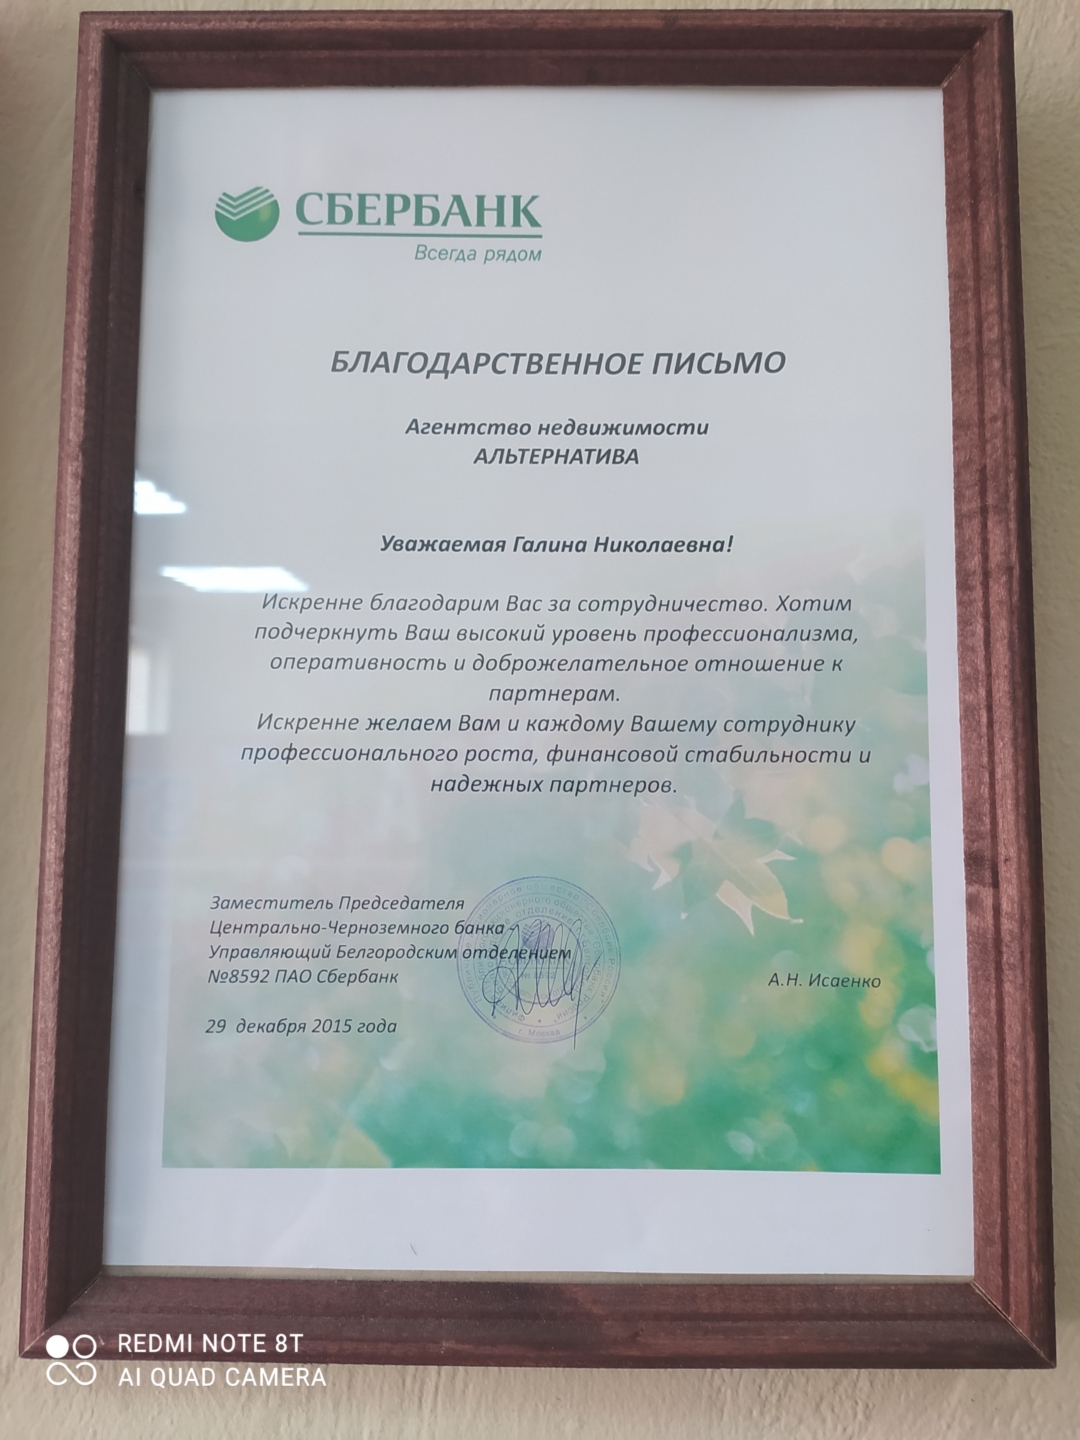 СБЕРБАНК
Всегда рядом
БЛАГОДАРСТВЕННОЕ ПИСЬМО
Агентство недвижимости
АЛЬТЕРНАТИВА
Уважаемая Галина Николаевна!
Искренне благодарим Вас за сотрудничество. Хотим
подчеркнуть Ваш высокий уровень профессионализма,
оперативность и доброжелательное отношение к
партнерам.
Искренне желаем Вам и каждому Вашему сотруднику
профессионального роста, финансовой стабильности и
надежных партнеров.
Заместитель Председателя
Центрально-Черноземного банка-
Управляющий Белгородским отделением
№8592 ПАО Сбербанк
А.Н. Исаенко
29 декабря 2015 года
г. Москва
REDMI NOTE 8T
AI QUAD CAMERA